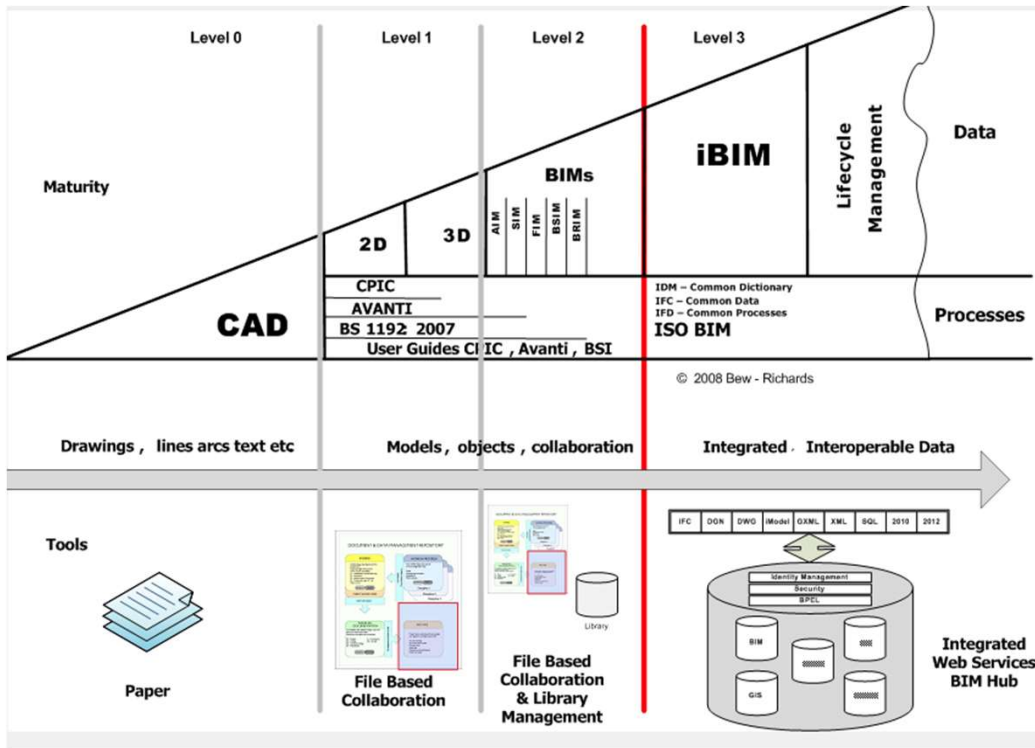 Level 0
Level 1
Level 2
Level 3
Maturity
CAD
2D
3D
BIMs
AIM
SIM
FIM
BSIM
BRIM
iBIM
Lifecycle
Management
Data
CPIC
AVANTI
BS 1192: 2007
User Guides CPIC , Avanti , BSI
IDM – Common Dictionary
IFC – Common Data
IFD – Common Processes
ISO BIM
Processes
© 2008 Bew - Richards
Drawings , lines arcs text etc
Models , objects , collaboration
Integrated , Interoperable Data
Tools
Paper
DOCUMENT & DATA MANAGEMENT REPOSITORY
File Based
Collaboration
Library
File Based
Collaboration
& Library
Management
IFC
DGN
DWG
iModel
GXML
XML
SQL
2010
2012
Identity Management
Security
BPEL
BIM
GIS
Integrated
Web Services
BIM Hub